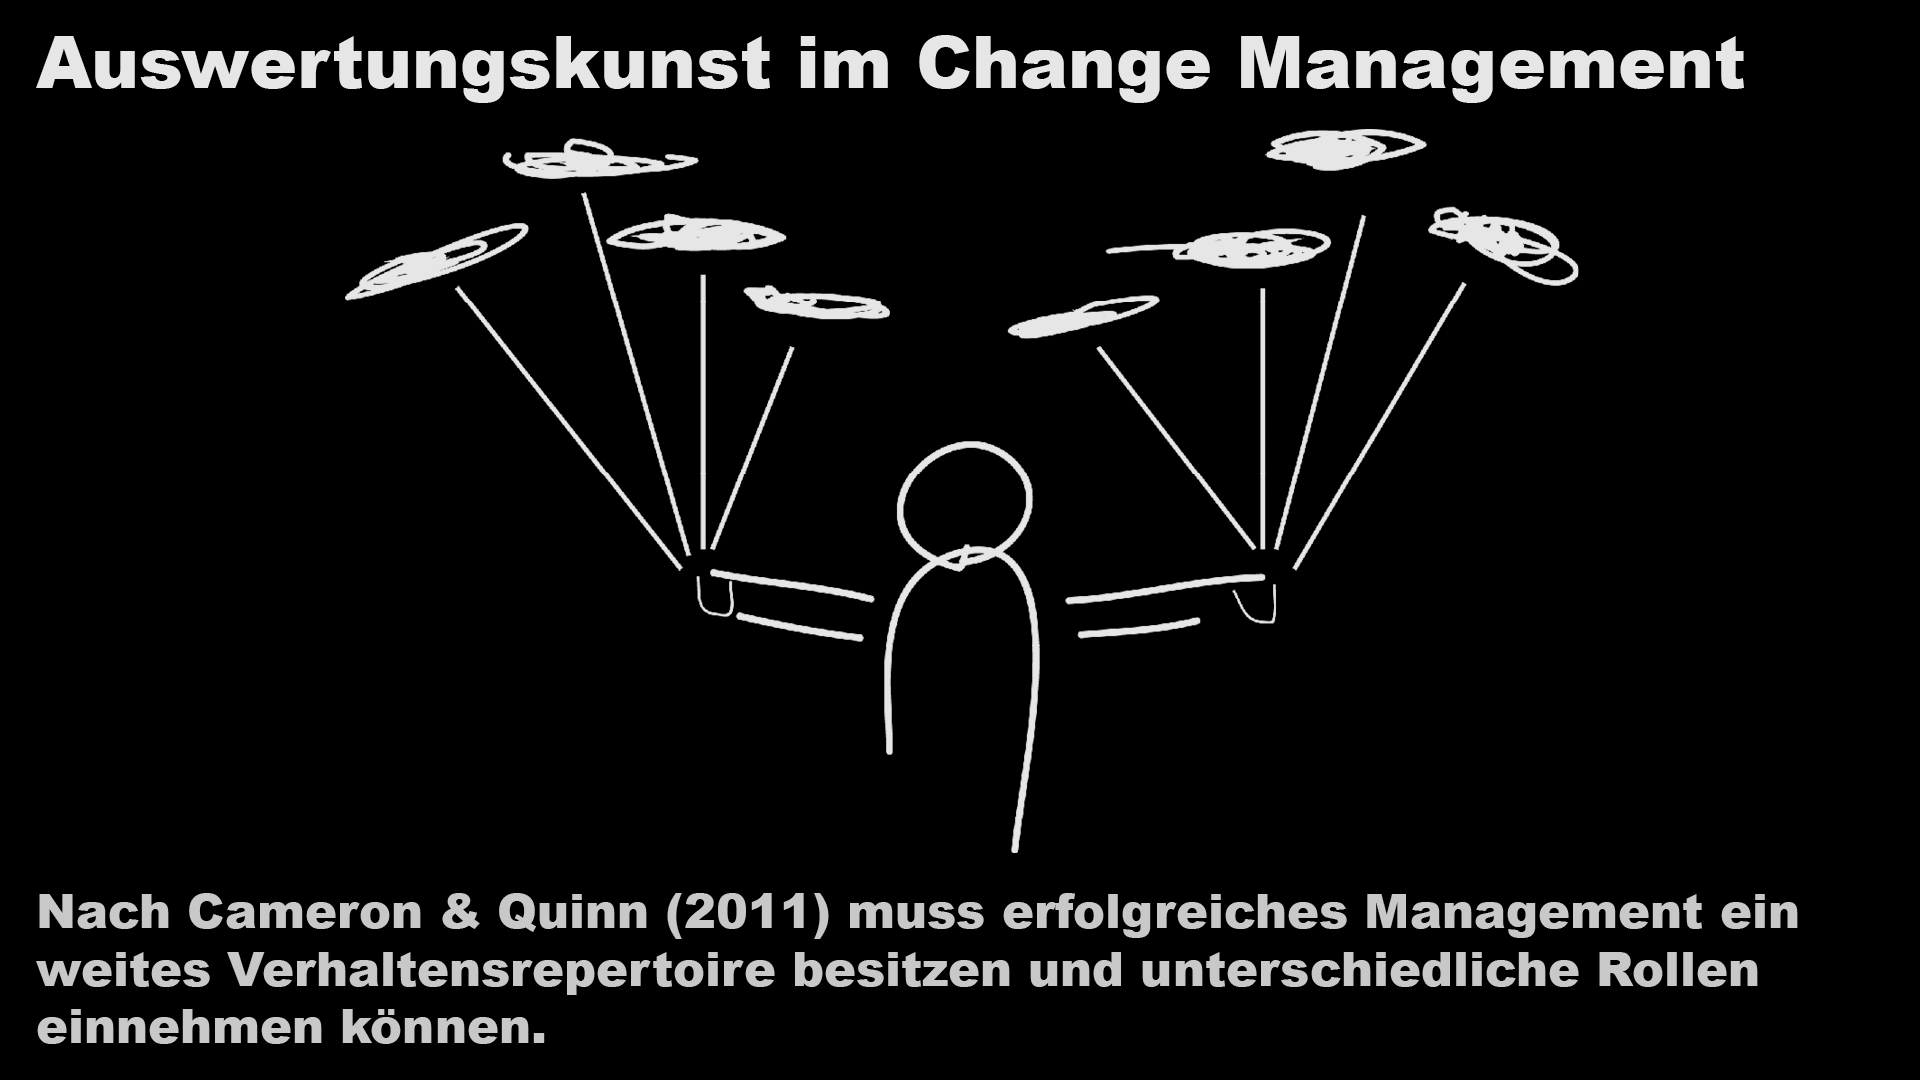 Auswertungskunst im Change Management
Nach Cameron & Quinn (2011) muss erfolgreiches Management ein
weites Verhaltensrepertoire besitzen und unterschiedliche Rollen
einnehmen können.